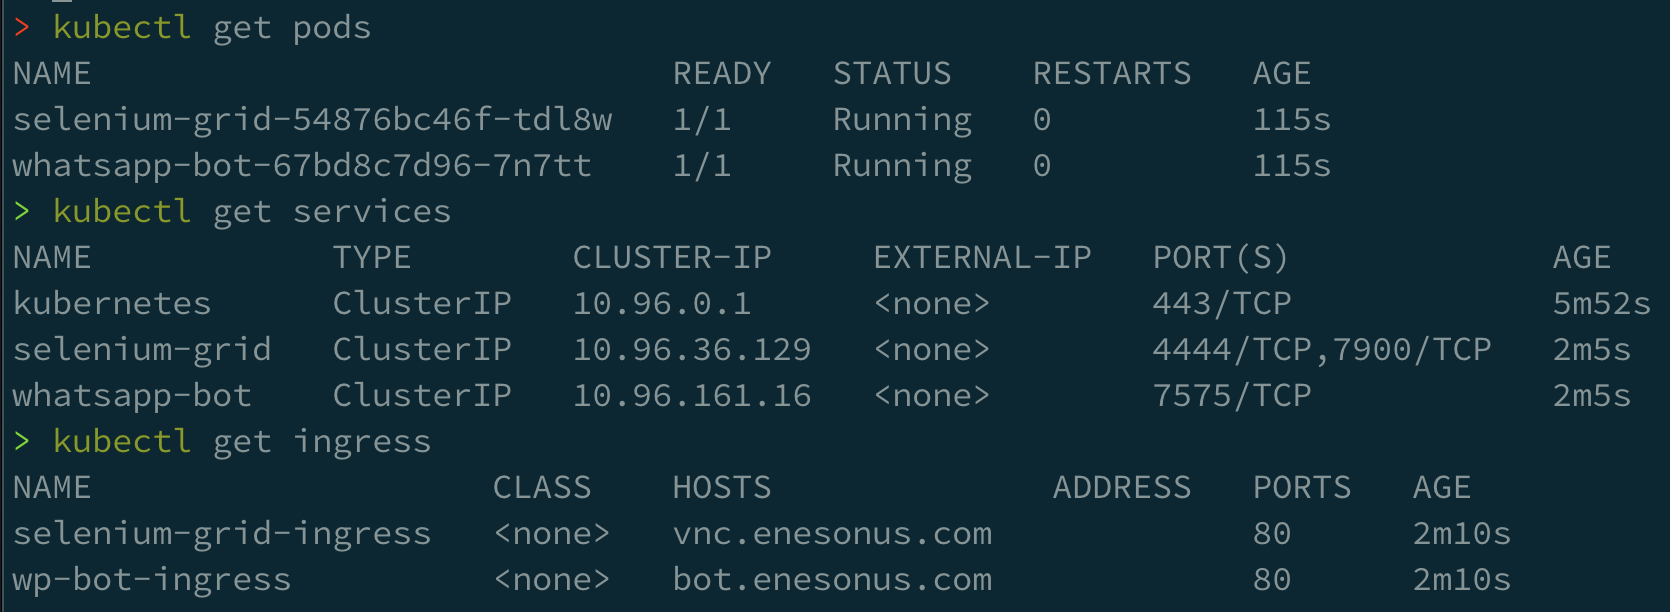 > kubectl get pods
NAME                             READY   STATUS    RESTARTS   AGE
selenium-grid-54876bc46f-tdl8w   1/1     Running   0          115s
whatsapp-bot-67bd8c7d96-7n7tt    1/1     Running   0          115s
> kubectl get services
NAME            TYPE        CLUSTER-IP     EXTERNAL-IP   PORT(S)             AGE
kubernetes      ClusterIP   10.96.0.1      <none>        443/TCP             5m52s
selenium-grid   ClusterIP   10.96.36.129   <none>        4444/TCP,7900/TCP   2m5s
whatsapp-bot    ClusterIP   10.96.161.16   <none>        7575/TCP            2m5s
> kubectl get ingress
NAME                    CLASS    HOSTS              ADDRESS   PORTS   AGE
selenium-grid-ingress   <none>   vnc.enesonus.com             80      2m10s
wp-bot-ingress          <none>   bot.enesonus.com             80      2m10s